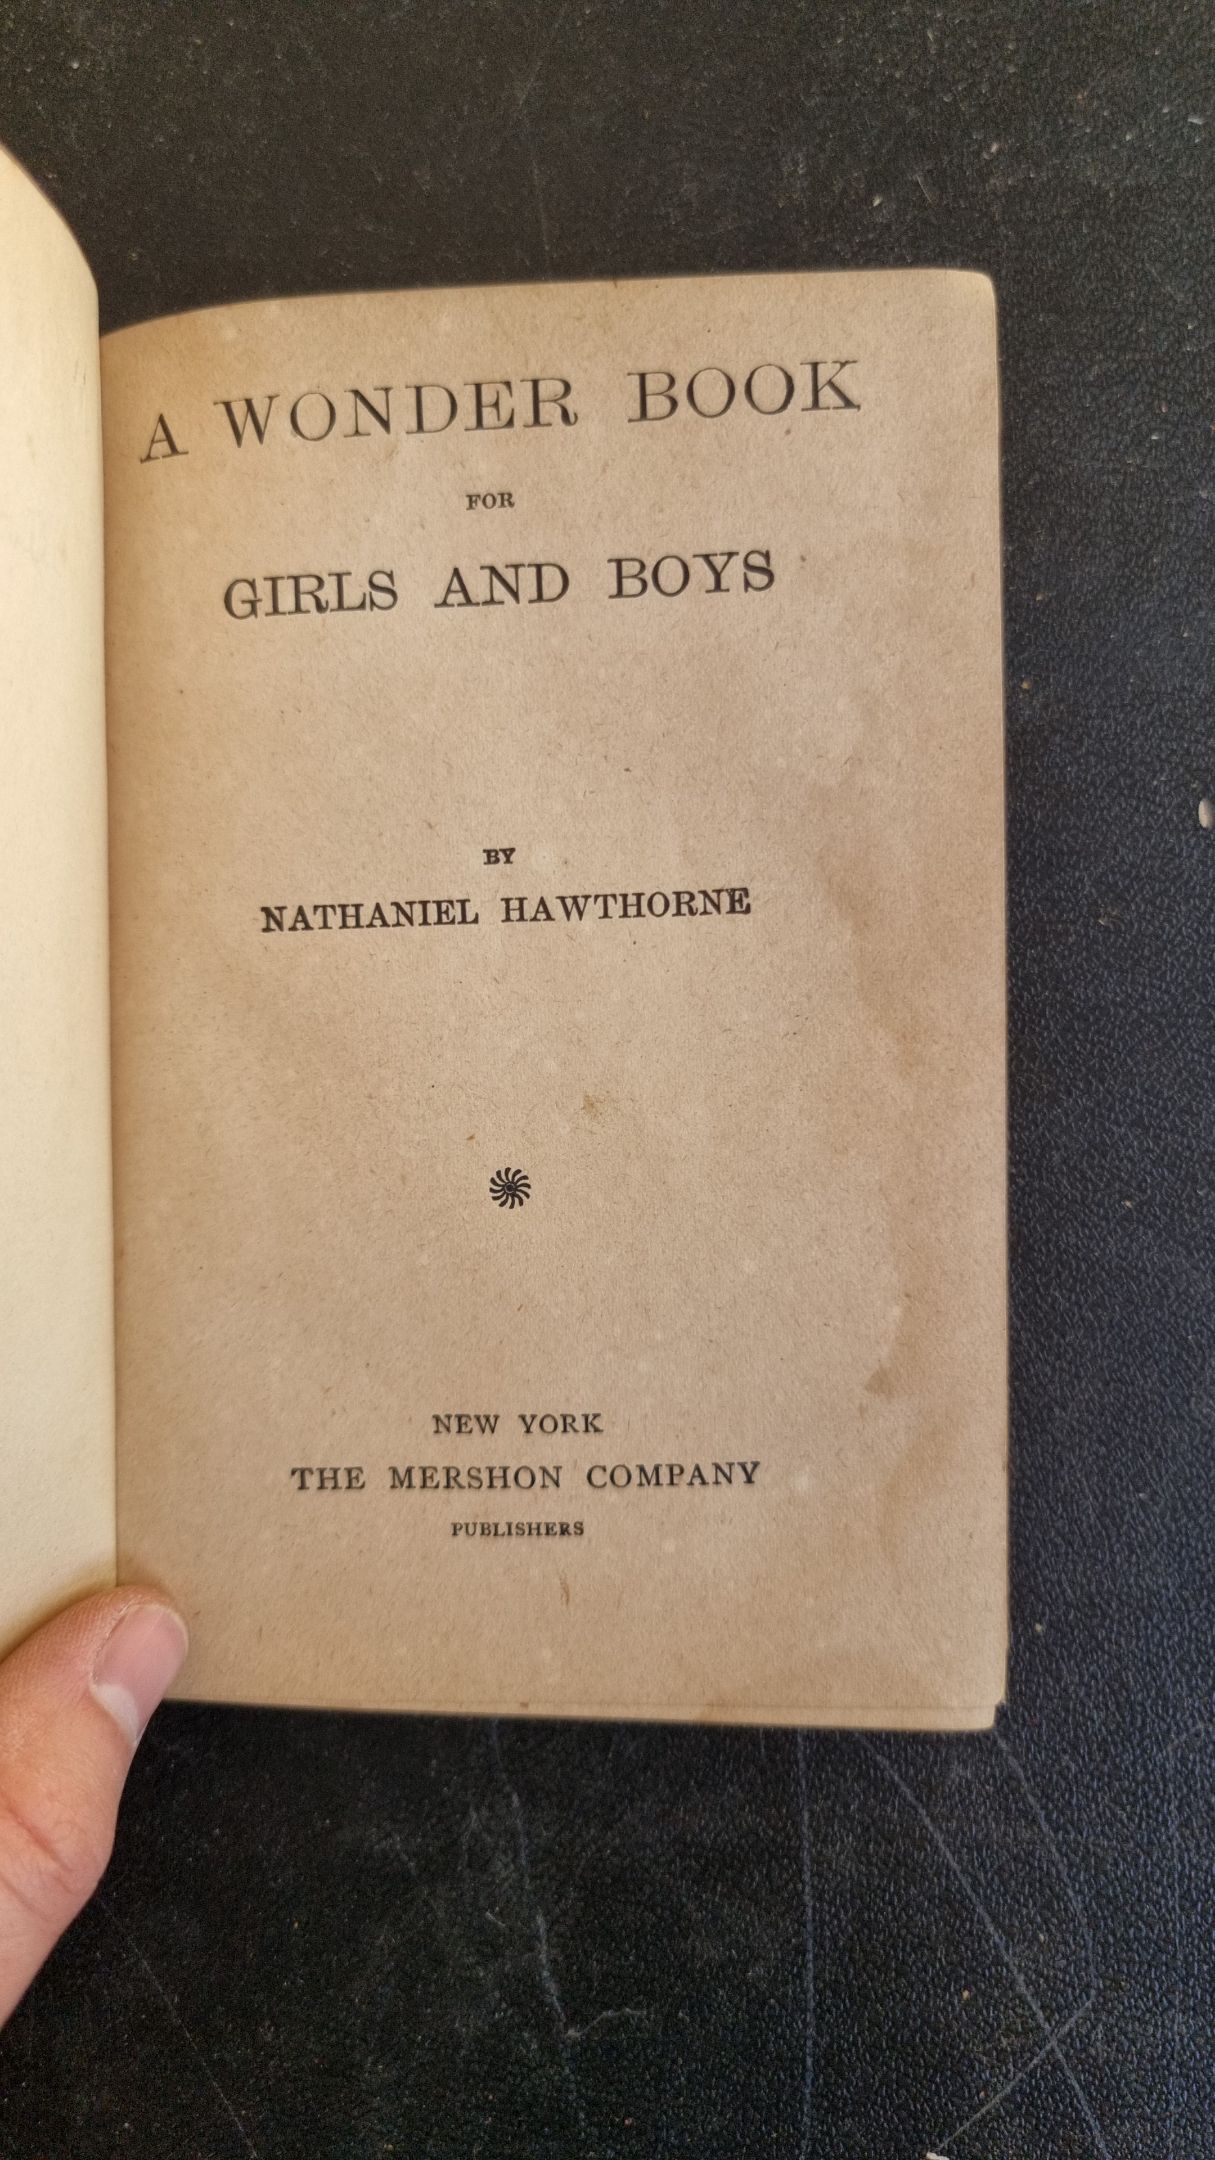 A WONDER BOOK
FOR
GIRLS AND BOYS
BY
NATHANIEL HAWTHORNE
NEW YORK
THE MERSHON COMPANY
PUBLISHERS